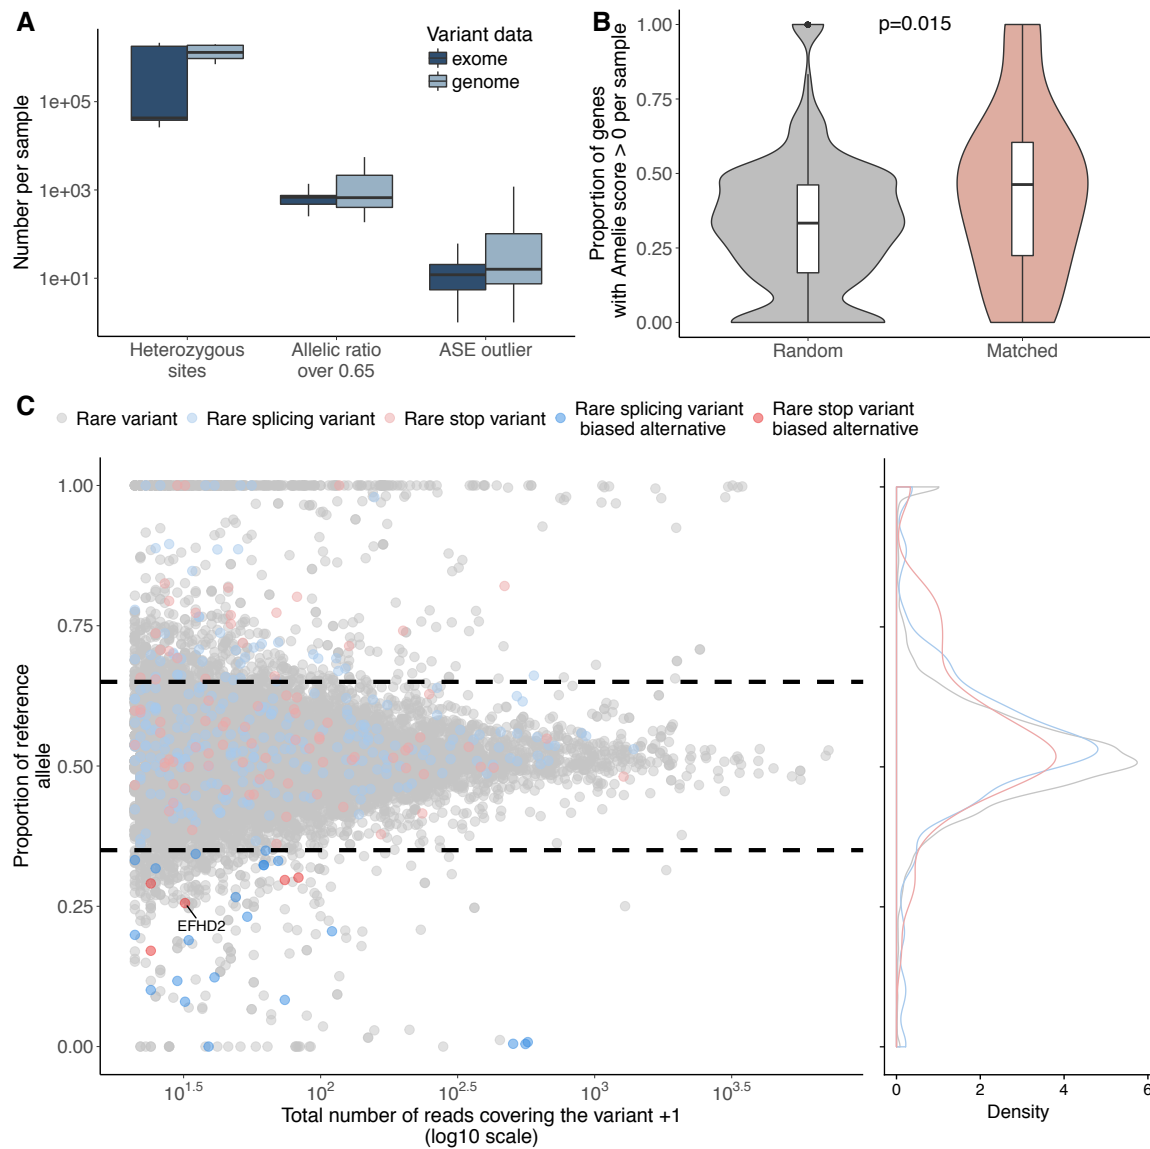 A
Number per sample
1e+05
1e+03
1e+01
Variant data
exome
genome
Heterozygous
sites
Allelic ratio
over 0.65
ASE outlier
B
Proportion of genes
with Amelie score > 0 per sample
1.00
0.75
0.50
0.25
0.00
p=0.015
Random
Matched
C
Rare variant
Rare splicing variant
Rare stop variant
Rare splicing variant
biased alternative
Rare stop variant
biased alternative
Proportion of reference
allele
1.00
0.75
0.50
0.25
0.00
EFHD2
10^1.5
10^2
10^2.5
10^3
10^3.5
Total number of reads covering the variant +1
(log10 scale)
0
2
4
6
Density